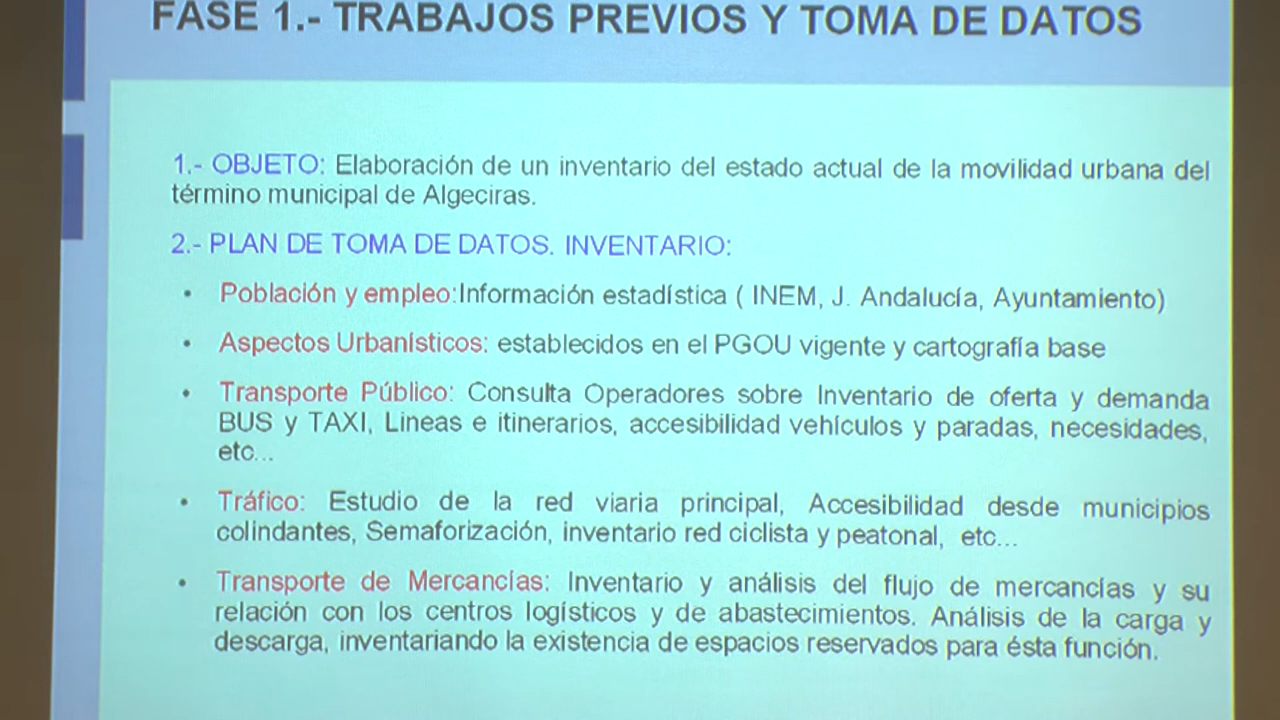 FASE 1.- TRABAJOS PREVIOS Y TOMA DE DATOS
1.- OBJETO: Elaboración de un inventario del estado actual de la movilidad urbana del
término municipal de Algeciras.
2.- PLAN DE TOMA DE DATOS. INVENTARIO:
• Población y empleo:Información estadística ( INEM, J. Andalucía, Ayuntamiento)
• Aspectos Urbanísticos: establecidos en el PGOU vigente y cartografía base
• Transporte Público: Consulta Operadores sobre Inventario de oferta y demanda
BUS y TAXI, Lineas e itinerarios, accesibilidad vehículos y paradas, necesidades,
etc...
• Tráfico: Estudio de la red viaria principal, Accesibilidad desde municipios
colindantes, Semaforización, inventario red ciclista y peatonal, etc...
• Transporte de Mercancías: Inventario y análisis del flujo de mercancías y su
relación con los centros logísticos y de abastecimientos. Análisis de la carga y
descarga, inventariando la existencia de espacios reservados para ésta función.